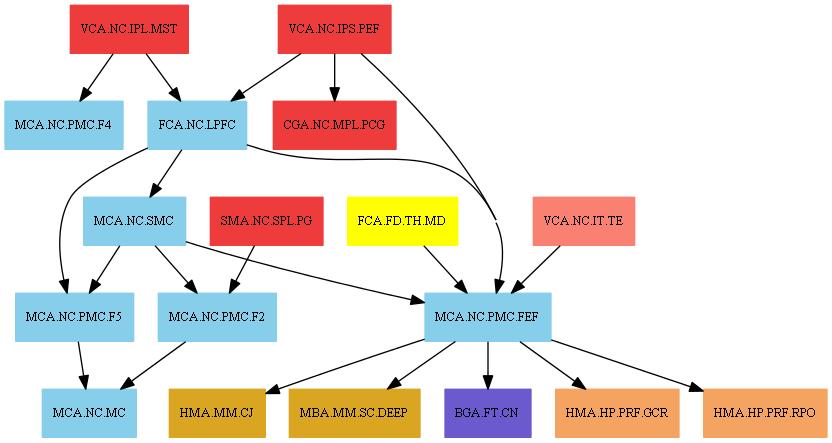 VCA.NC.IPL.MST
VCA.NC.IPS.PEF
MCA.NC.PMC.F4
FCA.NC.LPFC
CGA.NC.MPL.PCG
MCA.NC.SMC
SMA.NC.SPL.PG
FCA.FD.TH.MD
VCA.NC.IT.TE
MCA.NC.PMC.F5
MCA.NC.PMC.F2
MCA.NC.PMC.FEF
MCA.NC.MC
HMA.MM.CJ
MBA.MM.SC.DEEP
BGA.FT.CN
HMA.HP.PRF.GCR
HMA.HP.PRF.RPO